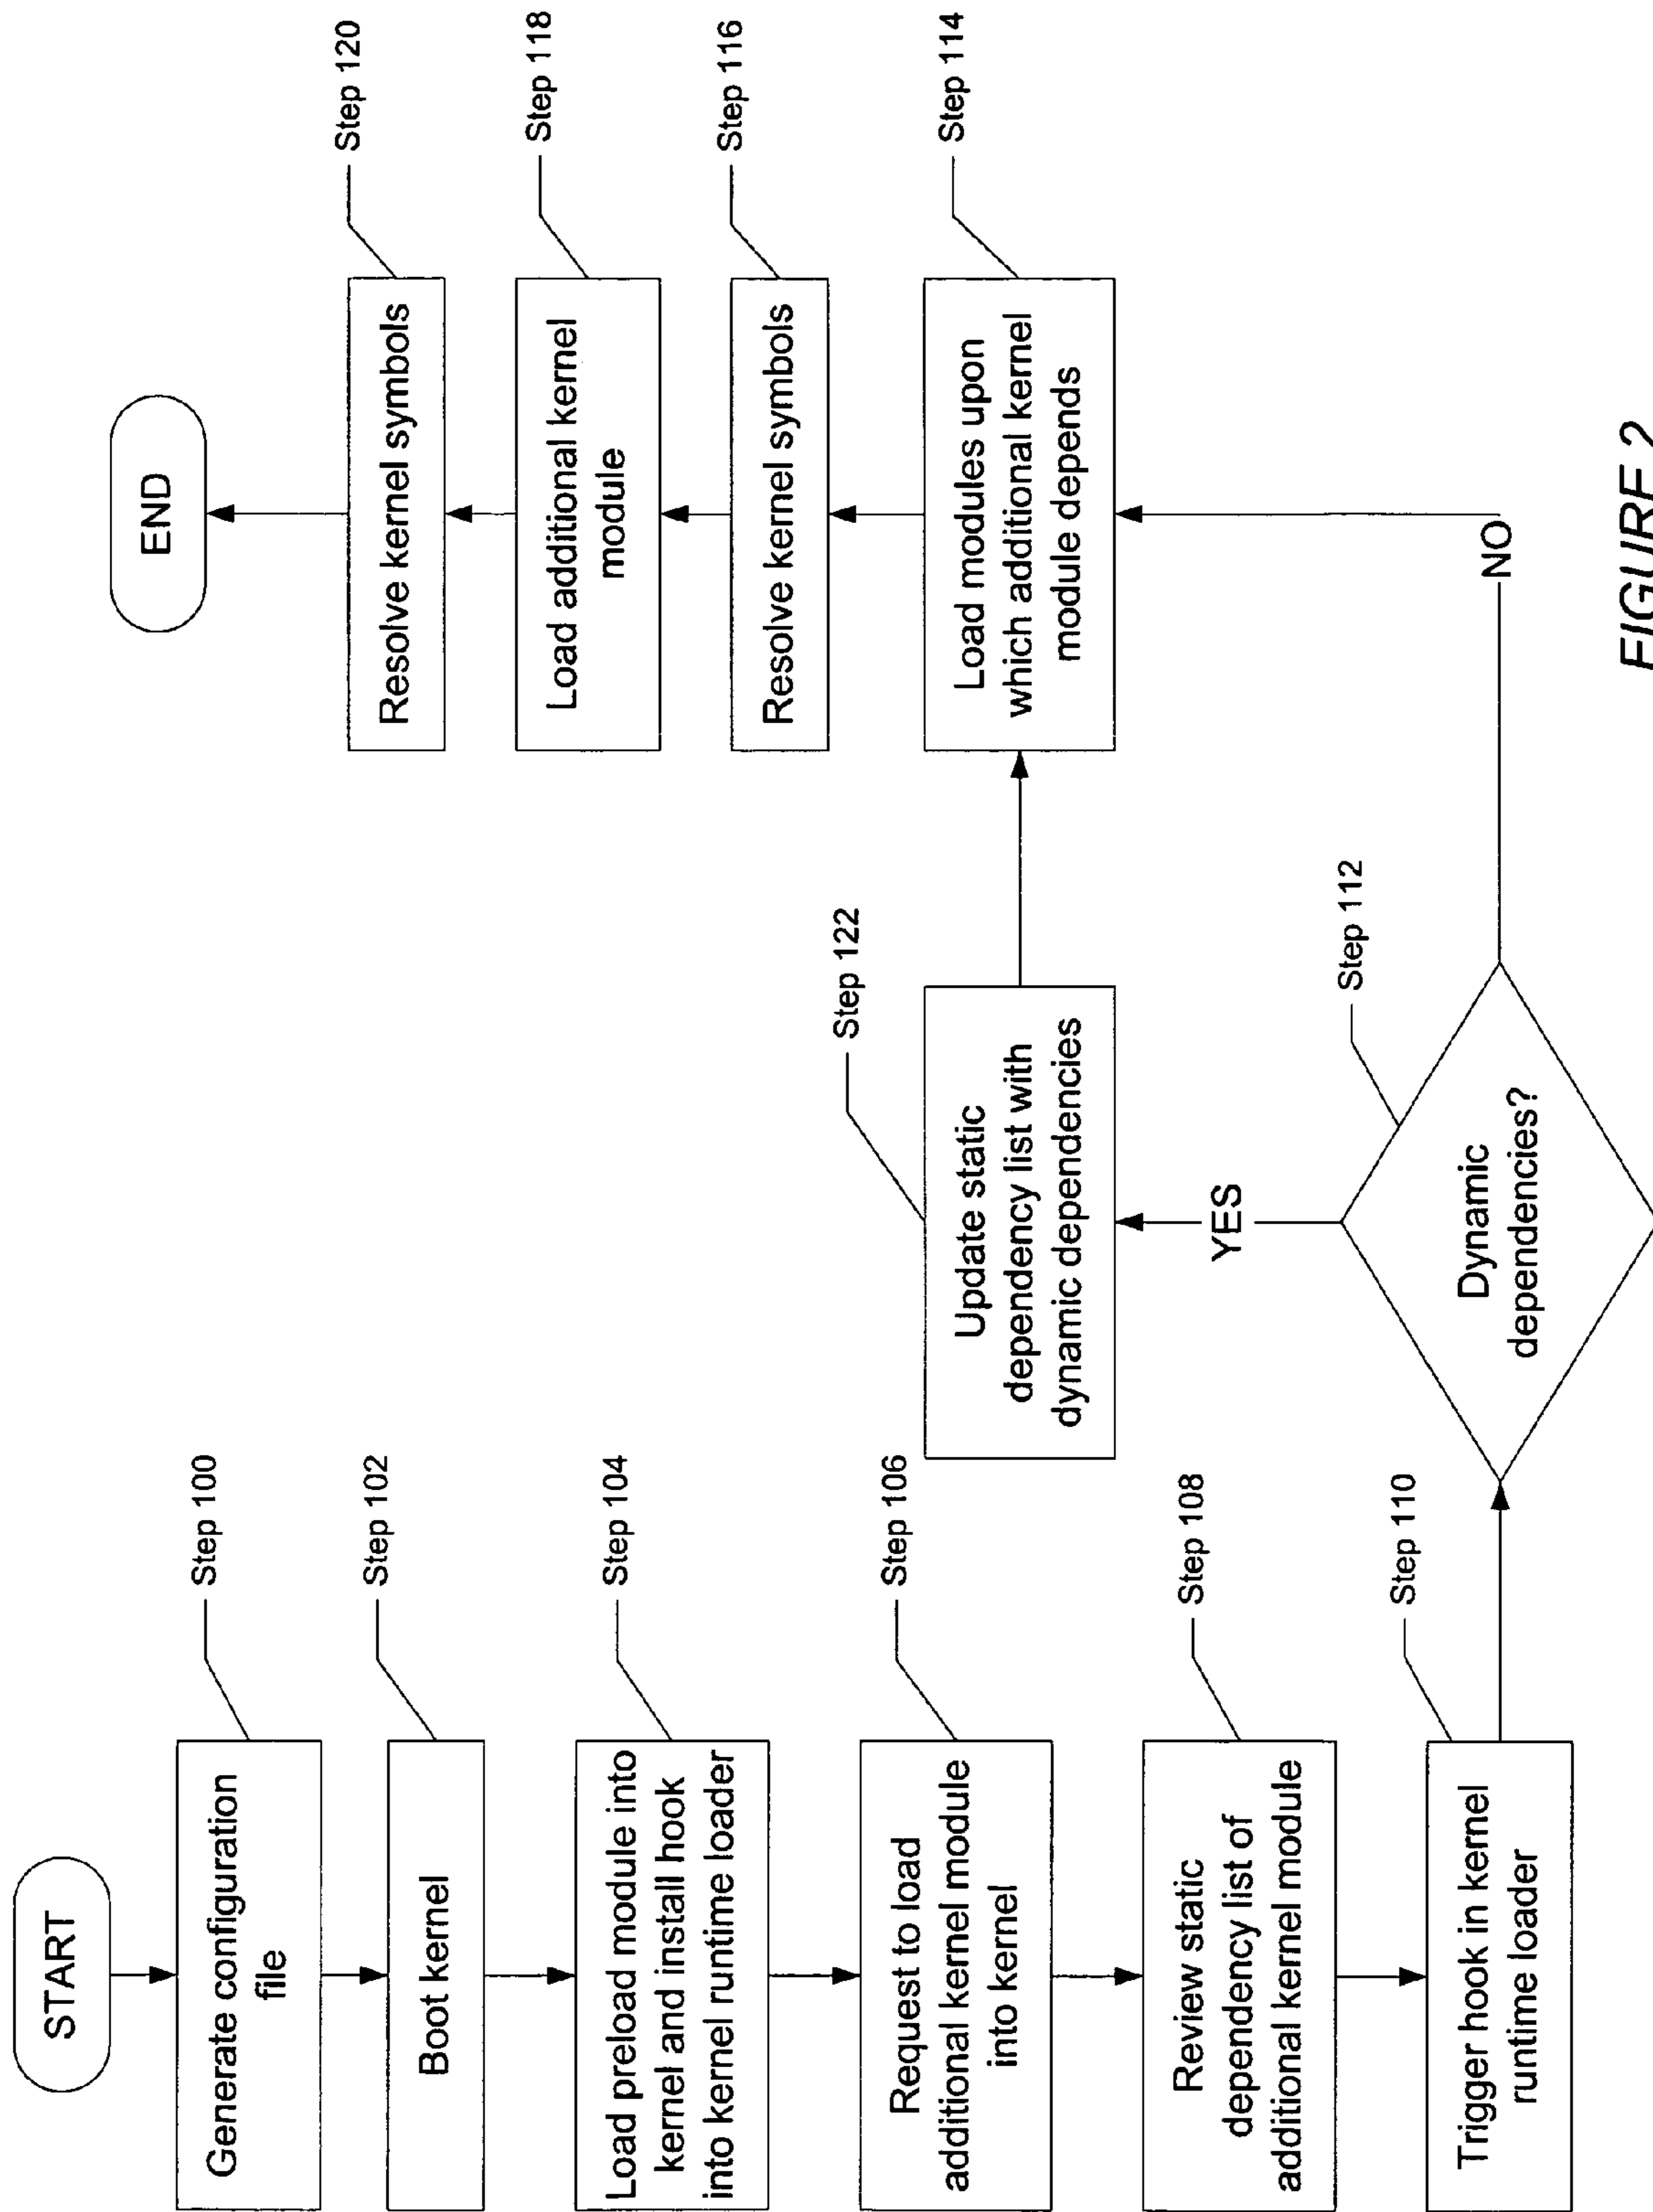 START
Generate configuration
file
Step 100
Boot kernel
Step 102
Load preload module into
kernel and install hook
into kernel runtime loader
Step 104
Request to load
additional kernel module
into kernel
Step 106
Review static
dependency list of
additional kernel module
Step 108
Trigger hook in kernel
runtime loader
Step 110
Dynamic
dependencies?
Step 112
YES
NO
Update static
dependency list with
dynamic dependencies
Step 122
Load modules upon
which additional kernel
module depends
Step 114
Resolve kernel symbols
Step 116
Load additional kernel
module
Step 118
Resolve kernel symbols
Step 120
END
FIGURE 2